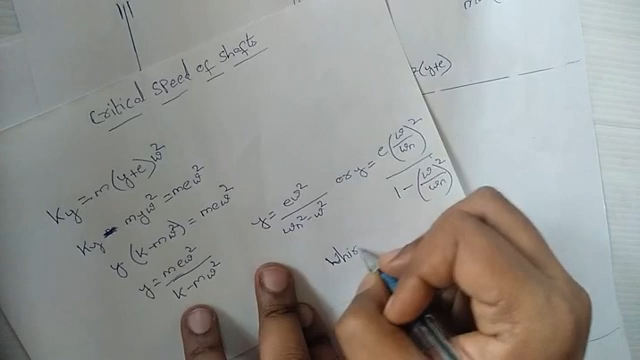 Critical Speed of Shafts
Ky = m(y+e)ω²
Ky - myω² = meω²
y(K-mω²) = meω²
y = meω²/K-mω²
y = eω²/ωn²-ω²
or y = e(ω/ωn)²/1-(ω/ωn)²
Whir
(y+e)